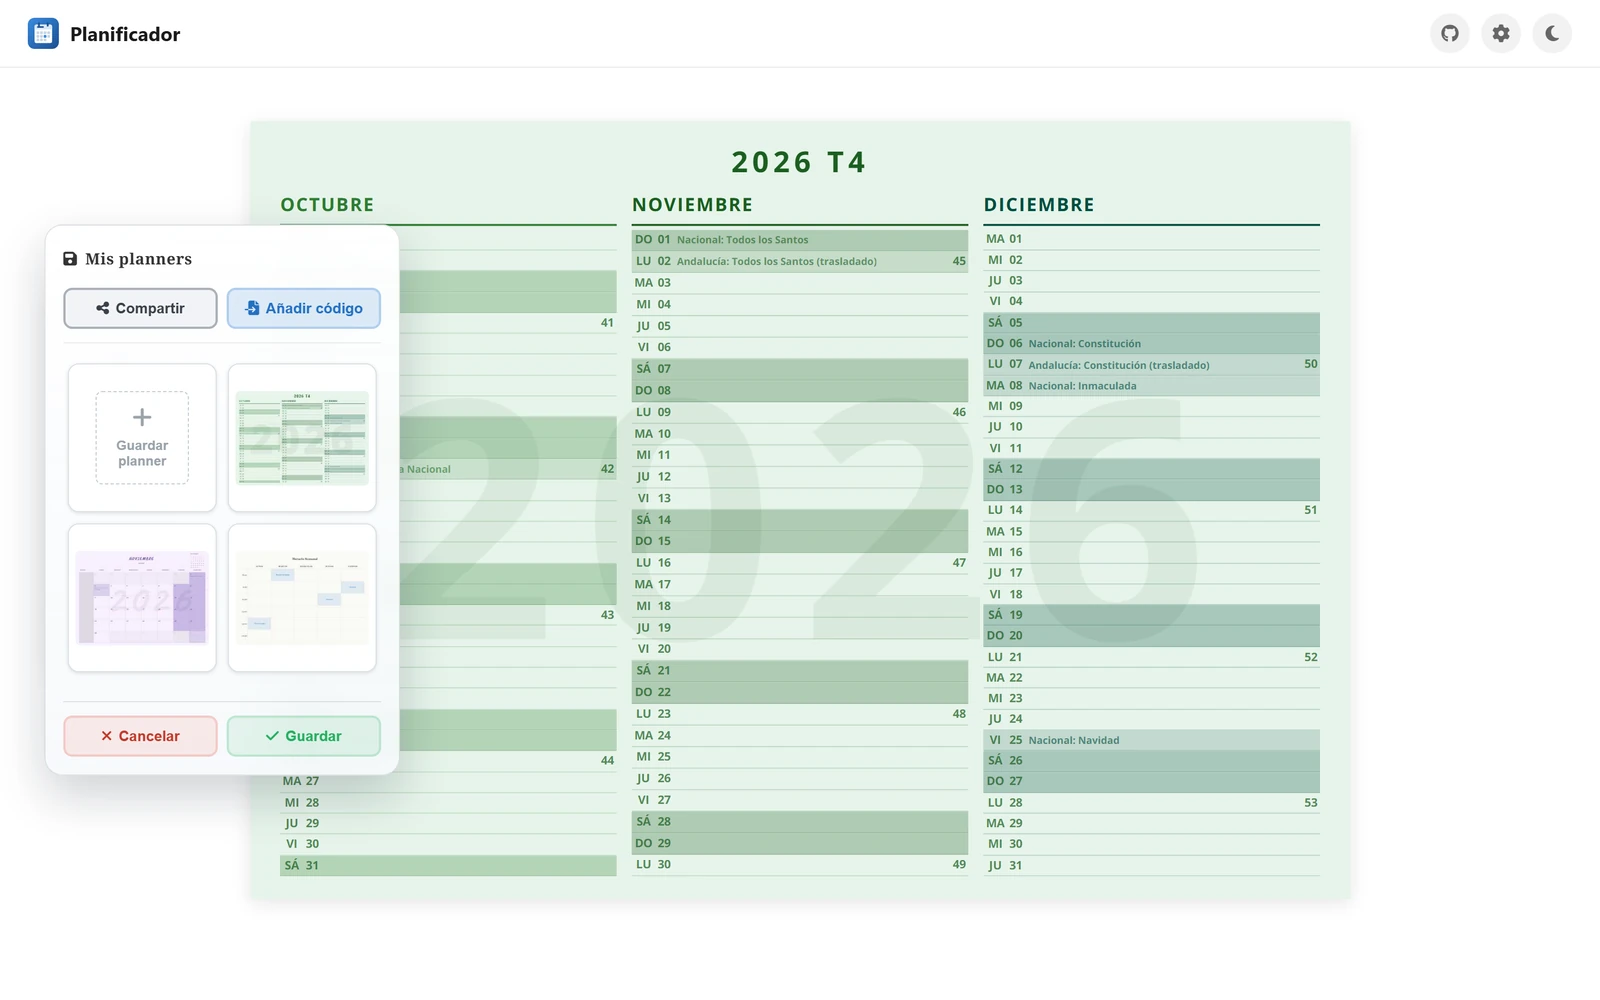 Planificador
2026 T4
OCTUBRE
41
a Nacional 42
43
44
MA 27
MI 28
JU 29
VI 30
SÁ 31
NOVIEMBRE
DO 01 Nacional: Todos los Santos
LU 02 Andalucía: Todos los Santos (trasladado) 45
MA 03
MI 04
JU 05
VI 06
SÁ 07
DO 08
LU 09 46
MA 10
MI 11
JU 12
VI 13
SÁ 14
DO 15
LU 16 47
MA 17
MI 18
JU 19
VI 20
SÁ 21
DO 22
LU 23 48
MA 24
MI 25
JU 26
VI 27
SÁ 28
DO 29
LU 30 49
DICIEMBRE
MA 01
MI 02
JU 03
VI 04
SÁ 05
DO 06 Nacional: Constitución
LU 07 Andalucía: Constitución (trasladado) 50
MA 08 Nacional: Inmaculada
MI 09
JU 10
VI 11
SÁ 12
DO 13
LU 14 51
MA 15
MI 16
JU 17
VI 18
SÁ 19
DO 20
LU 21 52
MA 22
MI 23
JU 24
VI 25 Nacional: Navidad
SÁ 26
DO 27
LU 28 53
MA 29
MI 30
JU 31
2026
Mis planners
Compartir
Añadir código
Guardar
planner
2026 T4
2026
NOVIEMBRE
2026
Cancelar
Guardar